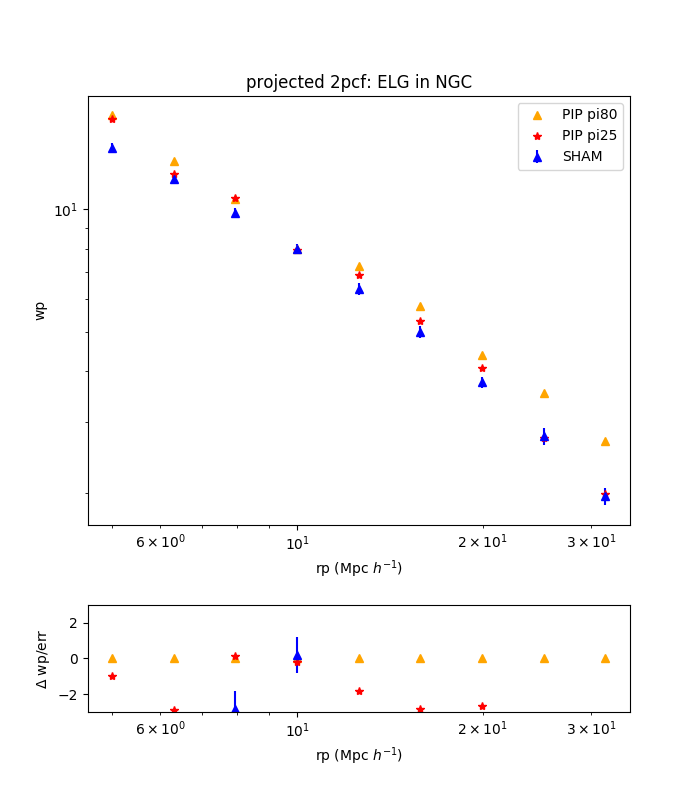 projected 2pcf: ELG in NGC
PIP pi80
PIP pi25
SHAM
10¹
wp
6 × 10⁰
10¹
2 × 10¹
3 × 10¹
rp (Mpc h⁻¹)
2
0
−2
Δ wp/err
6 × 10⁰
10¹
2 × 10¹
3 × 10¹
rp (Mpc h⁻¹)